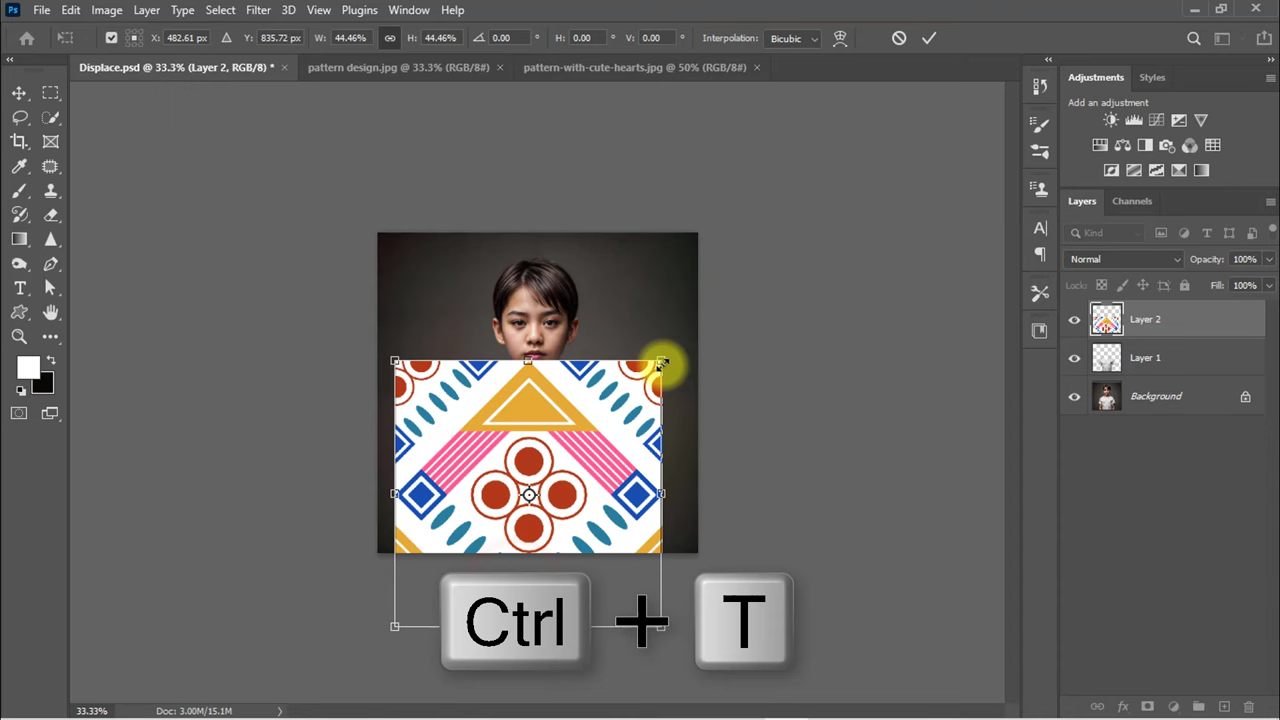 Ps File Edit Image Layer Type Select Filter 3D View Plugins Window Help
X: 482.61 px Y: 835.72 px W: 44.46% H: 44.46% 0.00 ° H: 0.00 ° V: 0.00 ° Interpolation: Bicubic
Displace.psd @ 33.3% (Layer 2, RGB/8) * × pattern design.jpg @ 33.3% (RGB/8#) × pattern-with-cute-hearts.jpg @ 50% (RGB/8#) ×
Adjustments Styles
Add an adjustment
Layers Channels
Kind
Normal Opacity: 100%
Lock: Fill: 100%
Layer 2
Layer 1
Background
Ctrl + T
33.33% Doc: 3.00M/15.1M